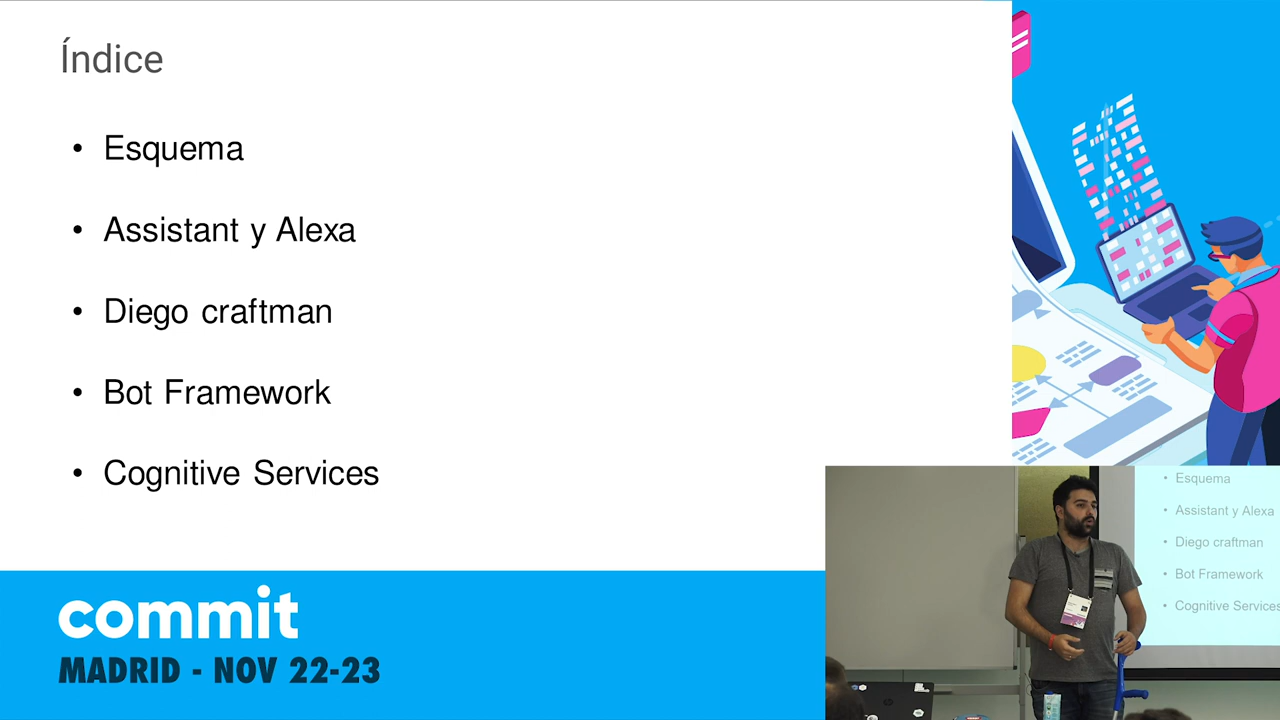 Índice
• Esquema
• Assistant y Alexa
• Diego craftman
• Bot Framework
• Cognitive Services
commit
MADRID - NOV 22-23
• Esquema
• Assistant y Alexa
• Diego craftman
• Bot Framework
• Cognitive Services